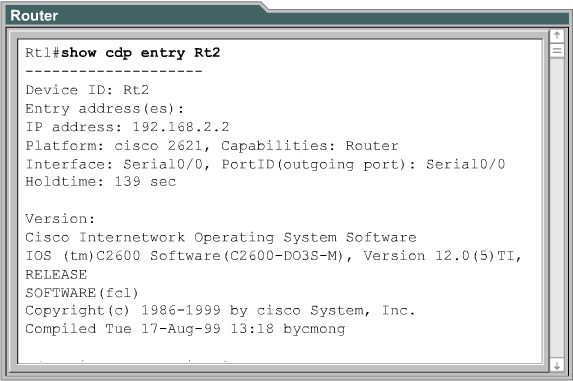 Router
Rt1#show cdp entry Rt2
--------------------
Device ID: Rt2
Entry address(es):
IP address: 192.168.2.2
Platform: cisco 2621, Capabilities: Router
Interface: Serial0/0, PortID(outgoing port): Serial0/0
Holdtime: 139 sec
Version:
Cisco Internetwork Operating System Software
IOS (tm)C2600 Software(C2600-DO3S-M), Version 12.0(5)TI,
RELEASE
SOFTWARE(fc1)
Copyright(c) 1986-1999 by cisco System, Inc.
Compiled Tue 17-Aug-99 13:18 bycmong